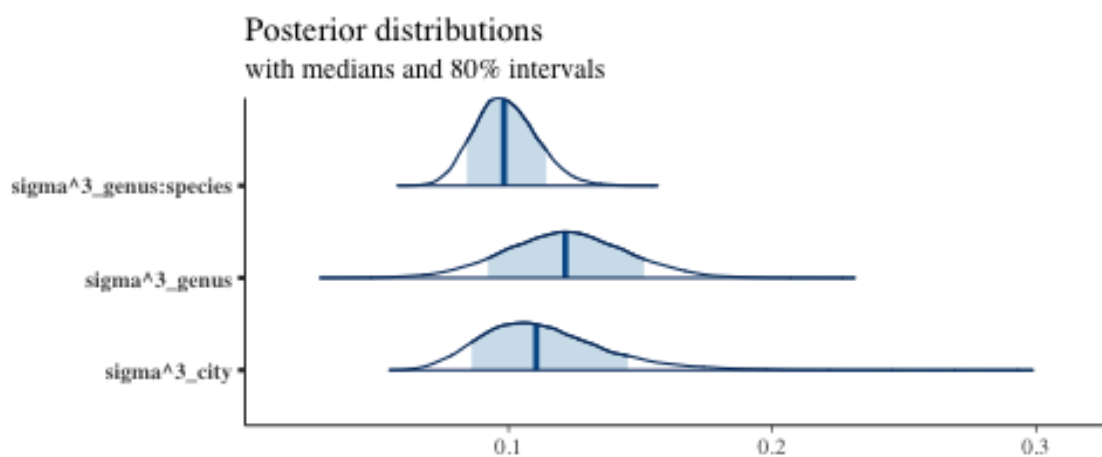 Posterior distributions
with medians and 80% intervals
sigma^3_genus:species
sigma^3_genus
sigma^3_city
0.1 0.2 0.3